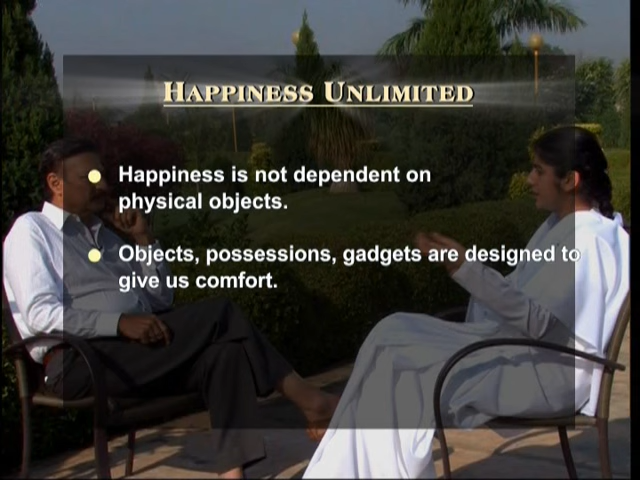 HAPPINESS UNLIMITED
Happiness is not dependent on
physical objects.
Objects, possessions, gadgets are designed to
give us comfort.